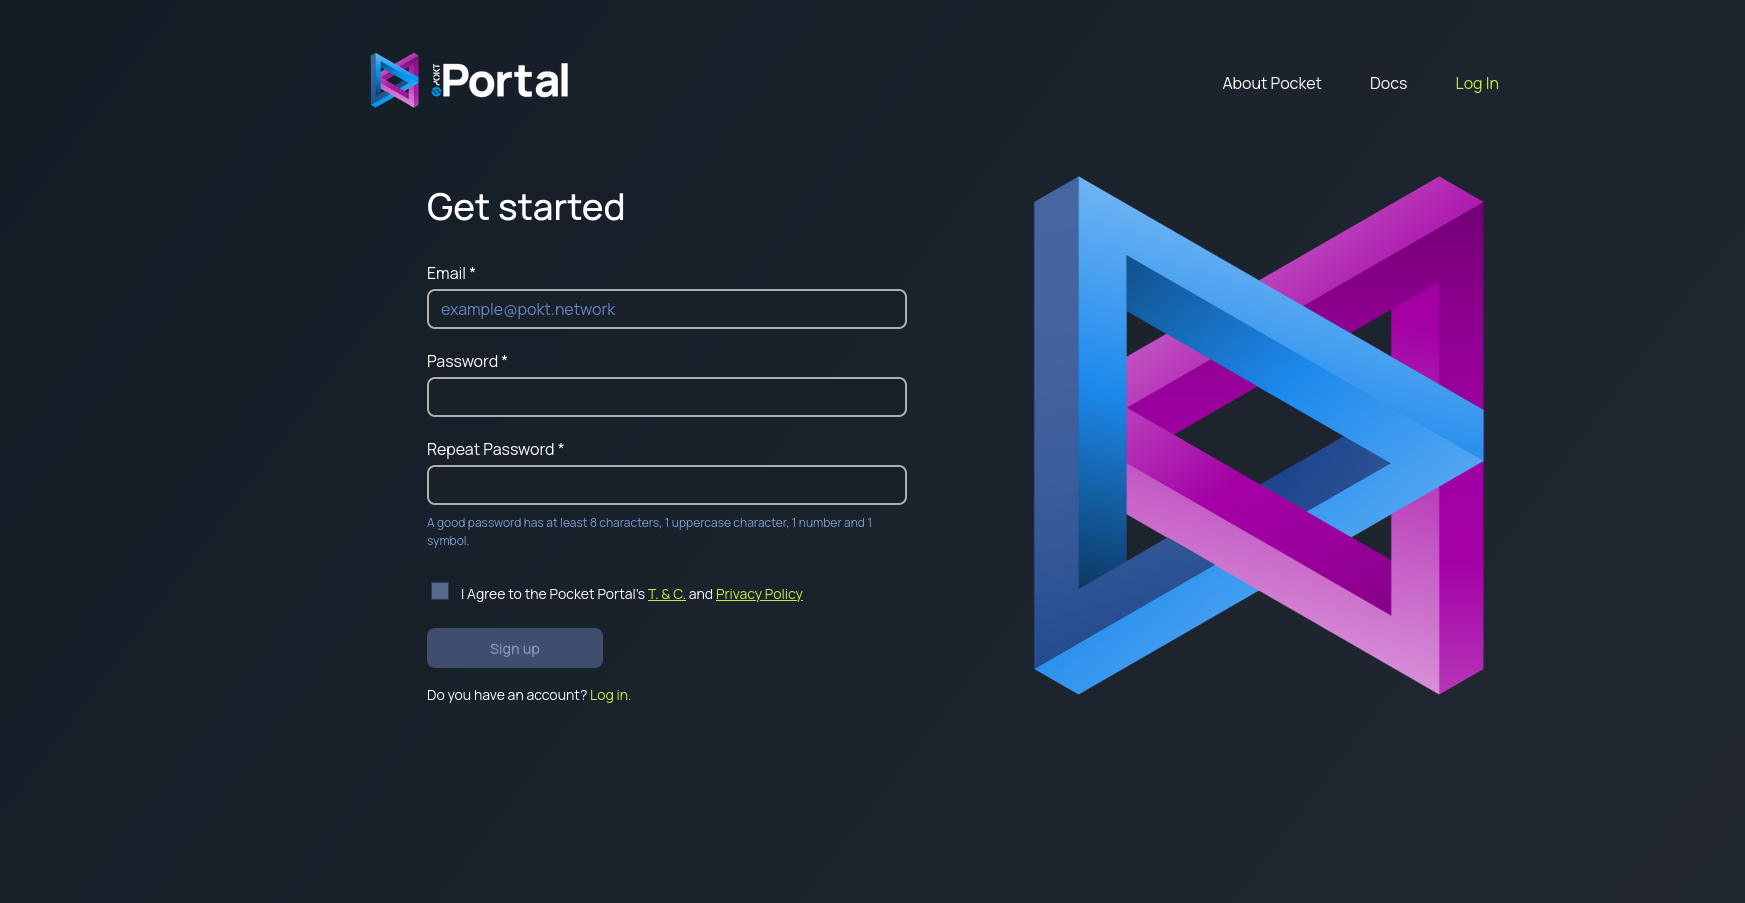 POKT
Portal
About Pocket
Docs
Log In
Get started
Email *
example@pokt.network
Password *
Repeat Password *
A good password has at least 8 characters, 1 uppercase character, 1 number and 1
symbol.
I Agree to the Pocket Portal's T. & C. and Privacy Policy
Sign up
Do you have an account? Log in.